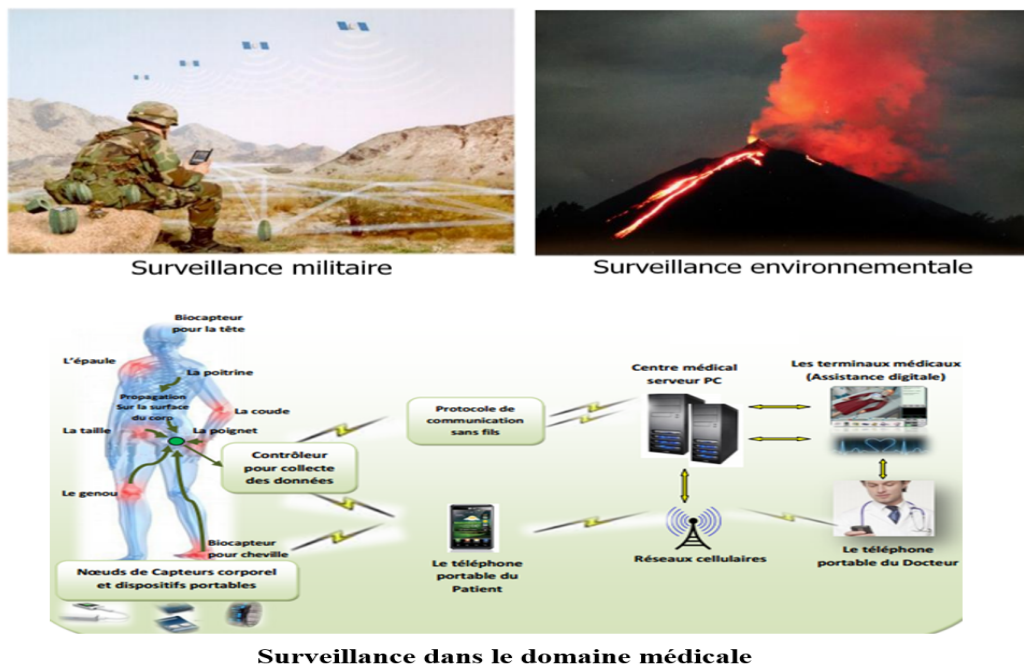 Surveillance militaire
Surveillance environnementale
Biocapteur
pour la tête
L'épaule
La poitrine
Propagation
Sur la surface
du corp
La coude
La taille
La poignet
Contrôleur
pour collecte
des données
Le genou
Biocapteur
pour cheville
Nœuds de Capteurs corporel
et dispositifs portables
Protocole de
communication
sans fils
Le téléphone
portable du
Patient
Centre médical
serveur PC
Réseaux cellulaires
Les terminaux médicaux
(Assistance digitale)
Le téléphone
portable du Docteur
Surveillance dans le domaine médicale